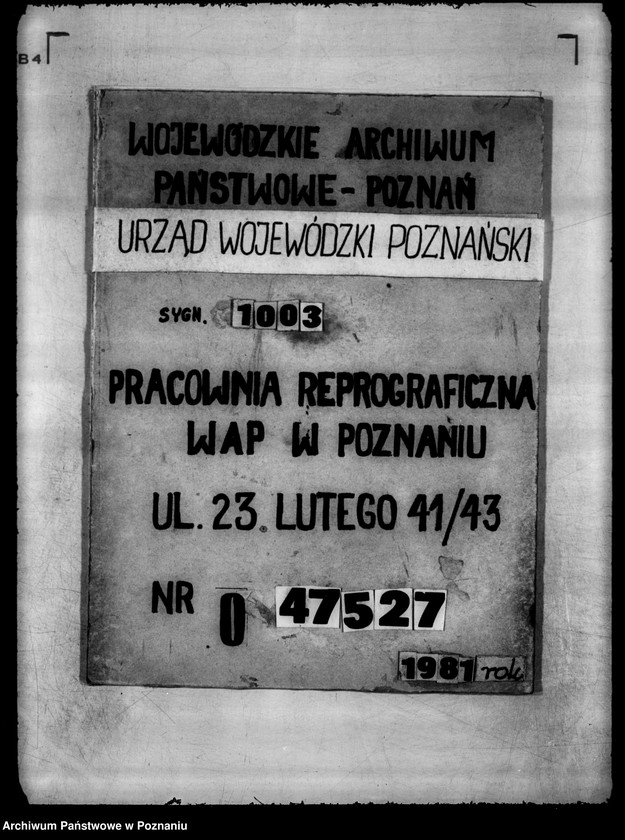 B4
WOJEWÓDZKIE ARCHIWUM
PAŃSTWOWE - POZNAŃ
URZĄD WOJEWÓDZKI POZNAŃSKI
SYGN. 1003
PRACOWNIA REPROGRAFICZNA
WAP W POZNANIU
UL. 23. LUTEGO 41/43
NR 0 47527
1981 rok
Archiwum Państwowe w Poznaniu